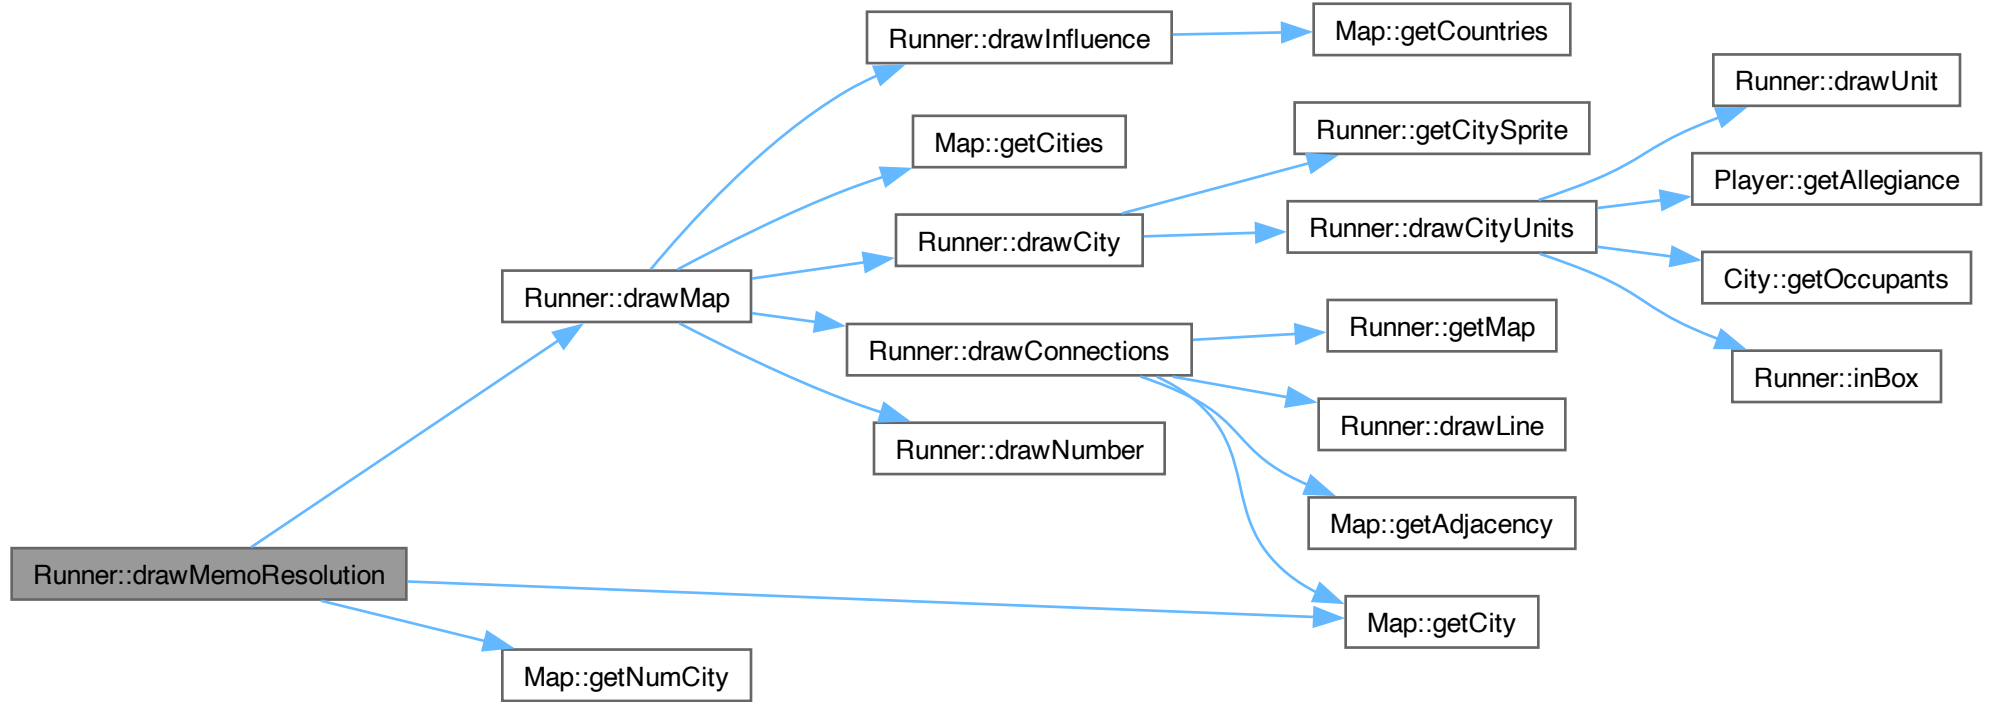 Runner::drawMemoResolution
Runner::drawMap
Map::getNumCity
Runner::drawInfluence
Map::getCities
Runner::drawCity
Runner::drawConnections
Runner::drawNumber
Map::getCountries
Runner::getCitySprite
Runner::drawCityUnits
Runner::getMap
Runner::drawLine
Map::getAdjacency
Map::getCity
Runner::drawUnit
Player::getAllegiance
City::getOccupants
Runner::inBox